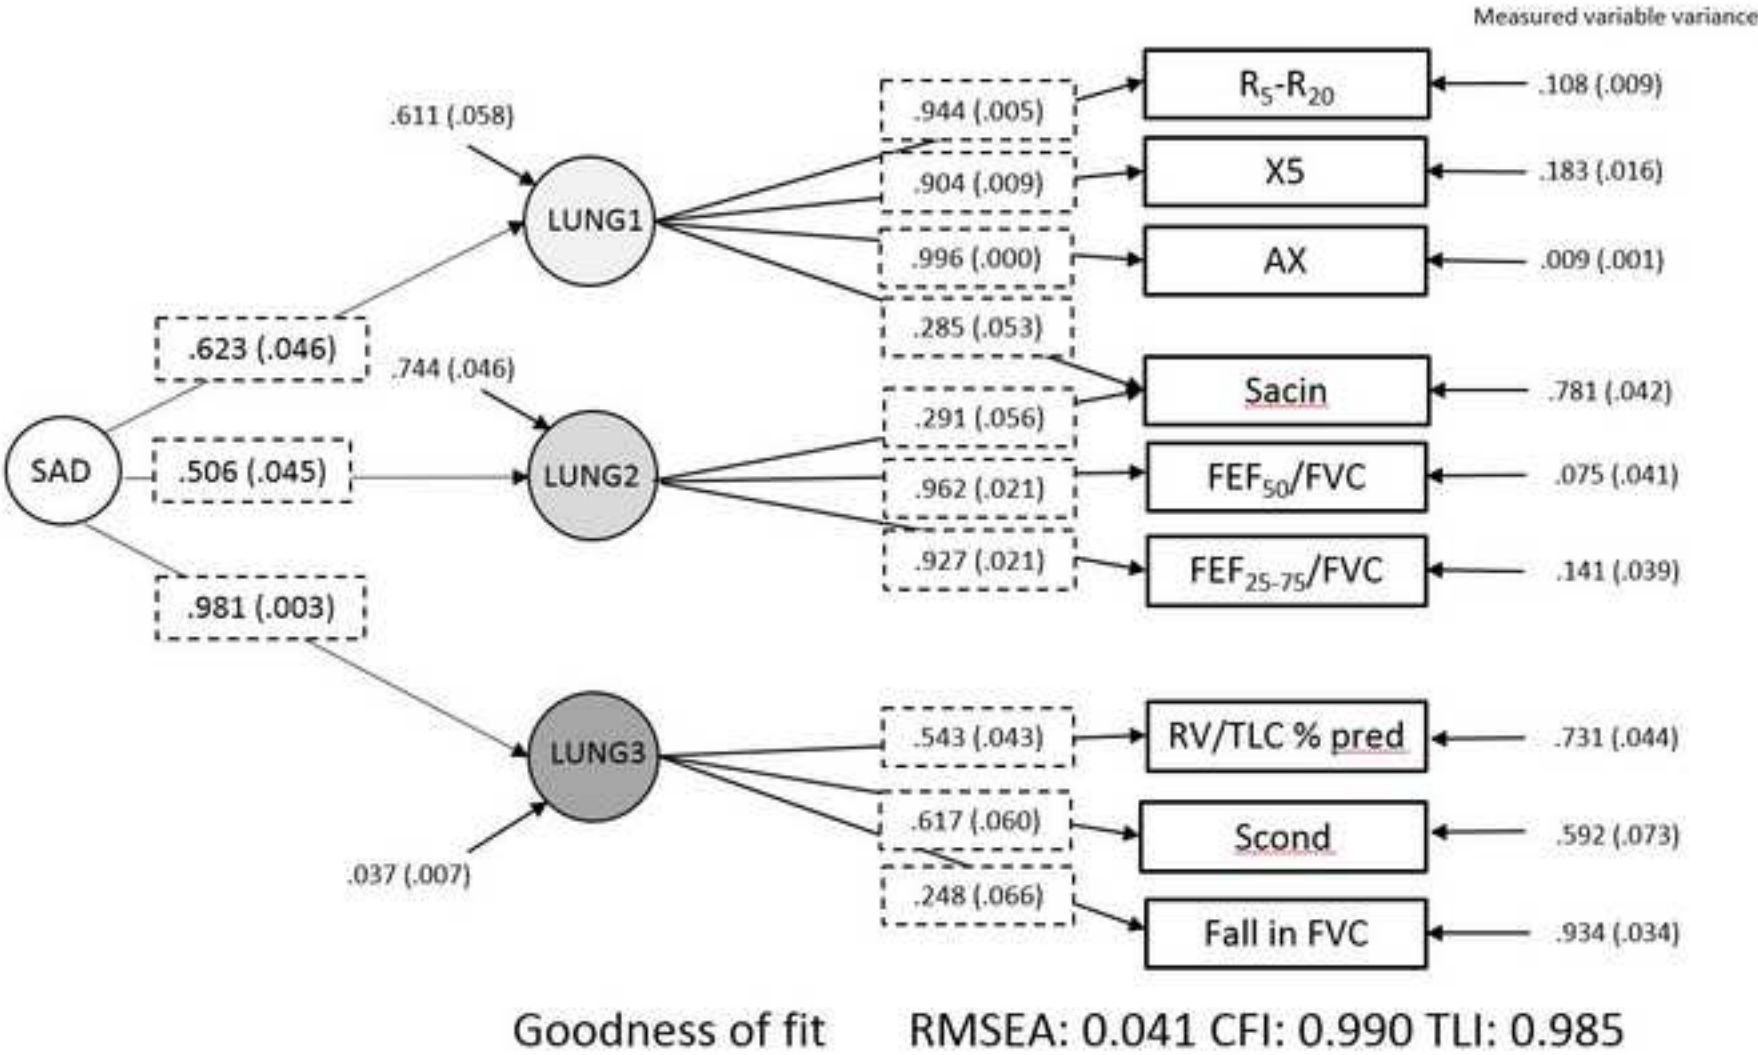 Measured variable variance
.944 (.005)
R5-R20
.108 (.009)
.611 (.058)
LUNG1
.904 (.009)
X5
.183 (.016)
.996 (.000)
AX
.009 (.001)
.285 (.053)
.623 (.046)
.744 (.046)
.291 (.056)
Sacin
.781 (.042)
SAD
.506 (.045)
LUNG2
.962 (.021)
FEF50/FVC
.075 (.041)
.927 (.021)
FEF25-75/FVC
.141 (.039)
.981 (.003)
LUNG3
.543 (.043)
RV/TLC % pred
.731 (.044)
.617 (.060)
Scond
.592 (.073)
.037 (.007)
.248 (.066)
Fall in FVC
.934 (.034)
Goodness of fit RMSEA: 0.041 CFI: 0.990 TLI: 0.985